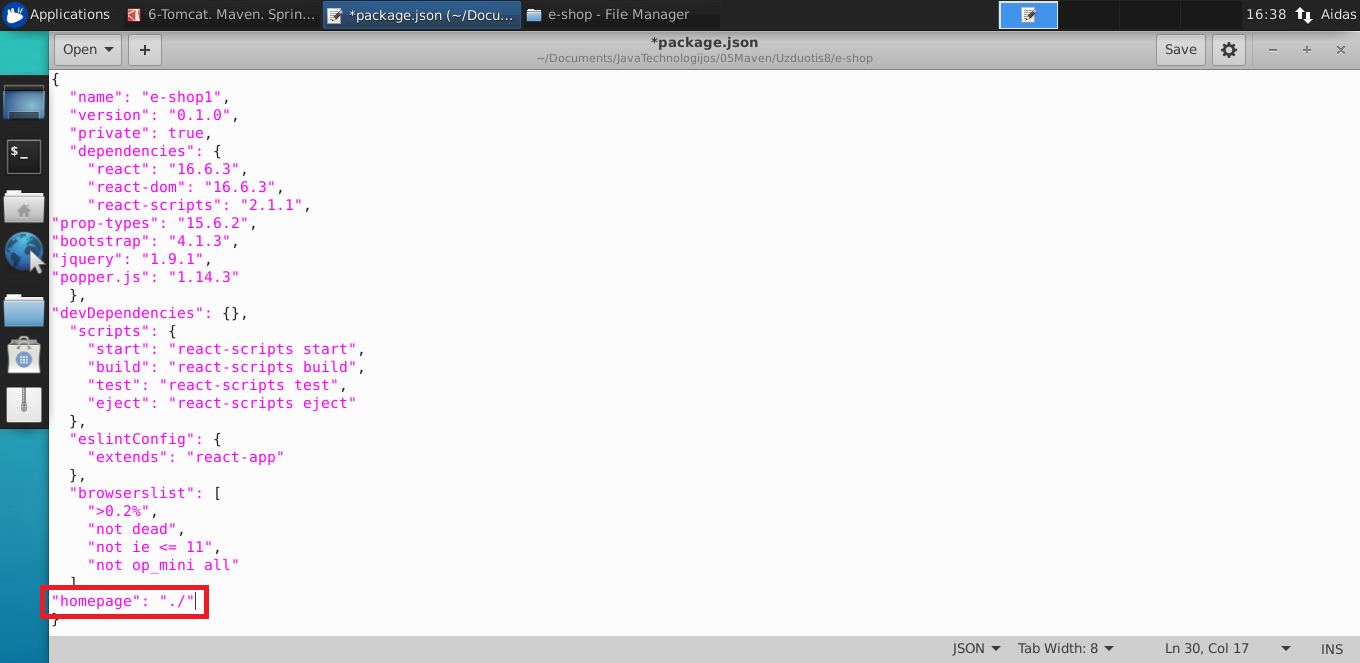 Applications
6-Tomcat. Maven. Sprin...
*package.json (~/Docu...
e-shop - File Manager
16:38
Aidas
Open
+
*package.json
~/Documents/JavaTechnologijos/05Maven/Uzduotis8/e-shop
Save
{
"name": "e-shop1",
"version": "0.1.0",
"private": true,
"dependencies": {
"react": "16.6.3",
"react-dom": "16.6.3",
"react-scripts": "2.1.1",
"prop-types": "15.6.2",
"bootstrap": "4.1.3",
"jquery": "1.9.1",
"popper.js": "1.14.3"
},
"devDependencies": {},
"scripts": {
"start": "react-scripts start",
"build": "react-scripts build",
"test": "react-scripts test",
"eject": "react-scripts eject"
},
"eslintConfig": {
"extends": "react-app"
},
"browserslist": [
">0.2%",
"not dead",
"not ie <= 11",
"not op_mini all"
]
"homepage": "./"
}
JSON
Tab Width: 8
Ln 30, Col 17
INS